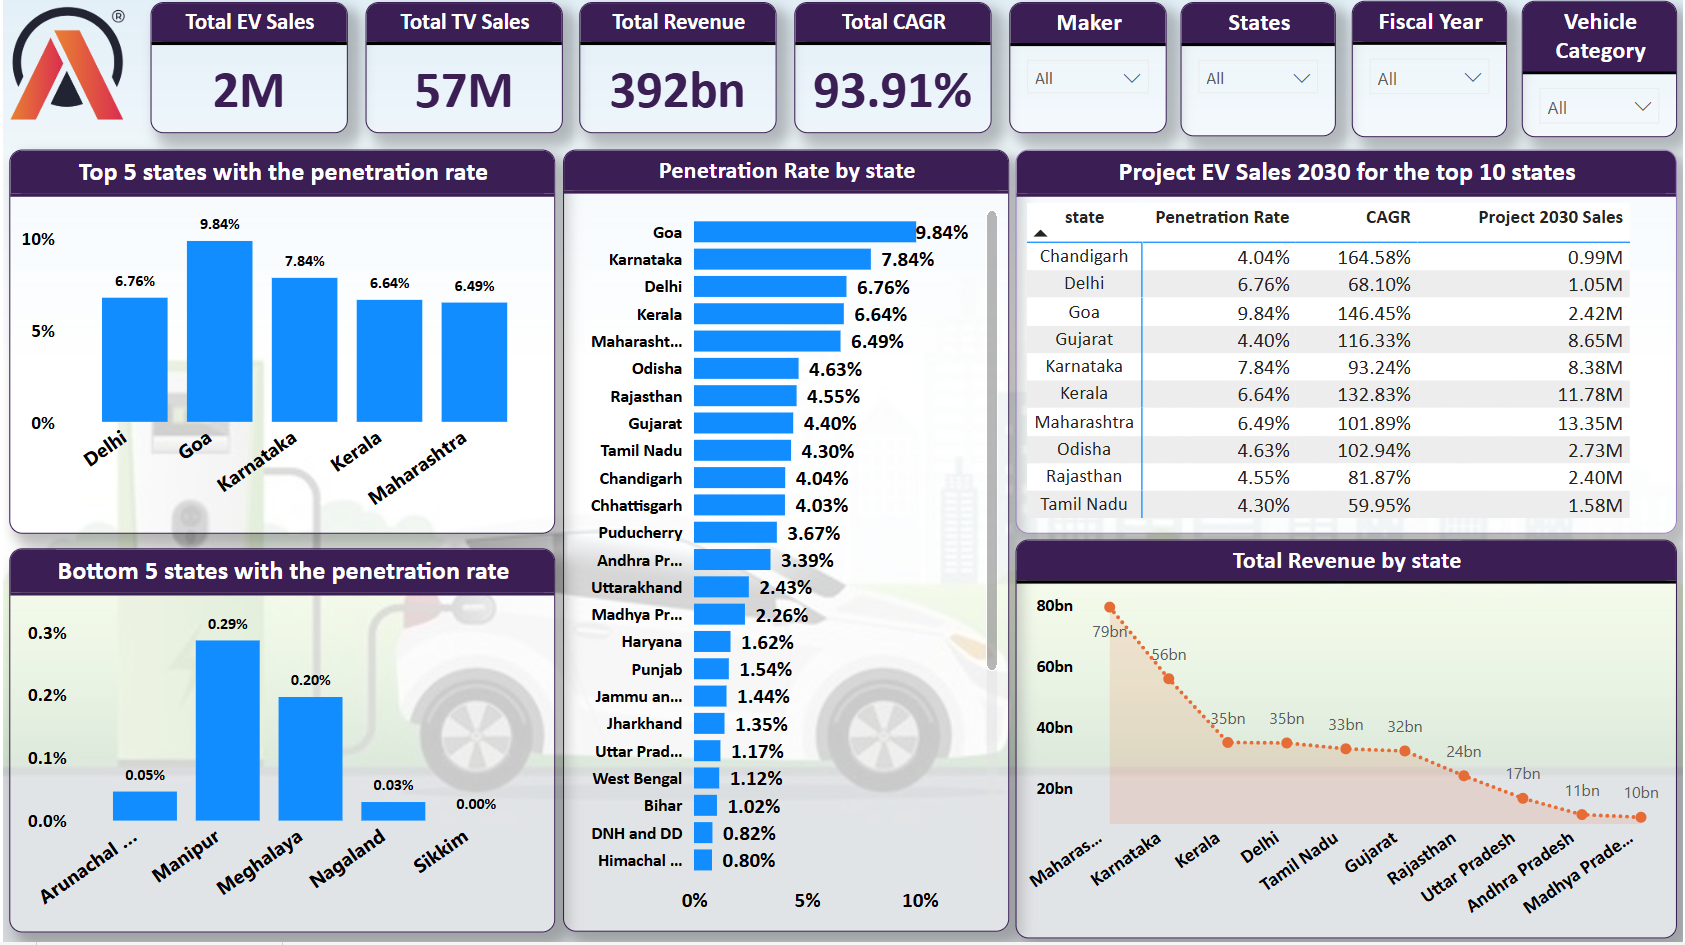 ®
Total EV Sales
2M
Total TV Sales
57M
Total Revenue
392bn
Total CAGR
93.91%
Maker
All
States
All
Fiscal Year
All
Vehicle
Category
All
Top 5 states with the penetration rate
10%
5%
0%
6.76%
9.84%
7.84%
6.64%
6.49%
Delhi
Goa
Karnataka
Kerala
Maharashtra
Bottom 5 states with the penetration rate
0.3%
0.2%
0.1%
0.0%
0.05%
0.29%
0.20%
0.03%
0.00%
Arunachal ...
Manipur
Meghalaya
Nagaland
Sikkim
Penetration Rate by state
Goa 9.84%
Karnataka 7.84%
Delhi 6.76%
Kerala 6.64%
Maharasht... 6.49%
Odisha 4.63%
Rajasthan 4.55%
Gujarat 4.40%
Tamil Nadu 4.30%
Chandigarh 4.04%
Chhattisgarh 4.03%
Puducherry 3.67%
Andhra Pr... 3.39%
Uttarakhand 2.43%
Madhya Pr... 2.26%
Haryana 1.62%
Punjab 1.54%
Jammu an... 1.44%
Jharkhand 1.35%
Uttar Prad... 1.17%
West Bengal 1.12%
Bihar 1.02%
DNH and DD 0.82%
Himachal ... 0.80%
0% 5% 10%
Project EV Sales 2030 for the top 10 states
state Penetration Rate CAGR Project 2030 Sales
Chandigarh 4.04% 164.58% 0.99M
Delhi 6.76% 68.10% 1.05M
Goa 9.84% 146.45% 2.42M
Gujarat 4.40% 116.33% 8.65M
Karnataka 7.84% 93.24% 8.38M
Kerala 6.64% 132.83% 11.78M
Maharashtra 6.49% 101.89% 13.35M
Odisha 4.63% 102.94% 2.73M
Rajasthan 4.55% 81.87% 2.40M
Tamil Nadu 4.30% 59.95% 1.58M
Total Revenue by state
80bn
60bn
40bn
20bn
79bn
56bn
35bn
35bn
33bn
32bn
24bn
17bn
11bn
10bn
Maharas...
Karnataka
Kerala
Delhi
Tamil Nadu
Gujarat
Rajasthan
Uttar Pradesh
Andhra Pradesh
Madhya Prade...